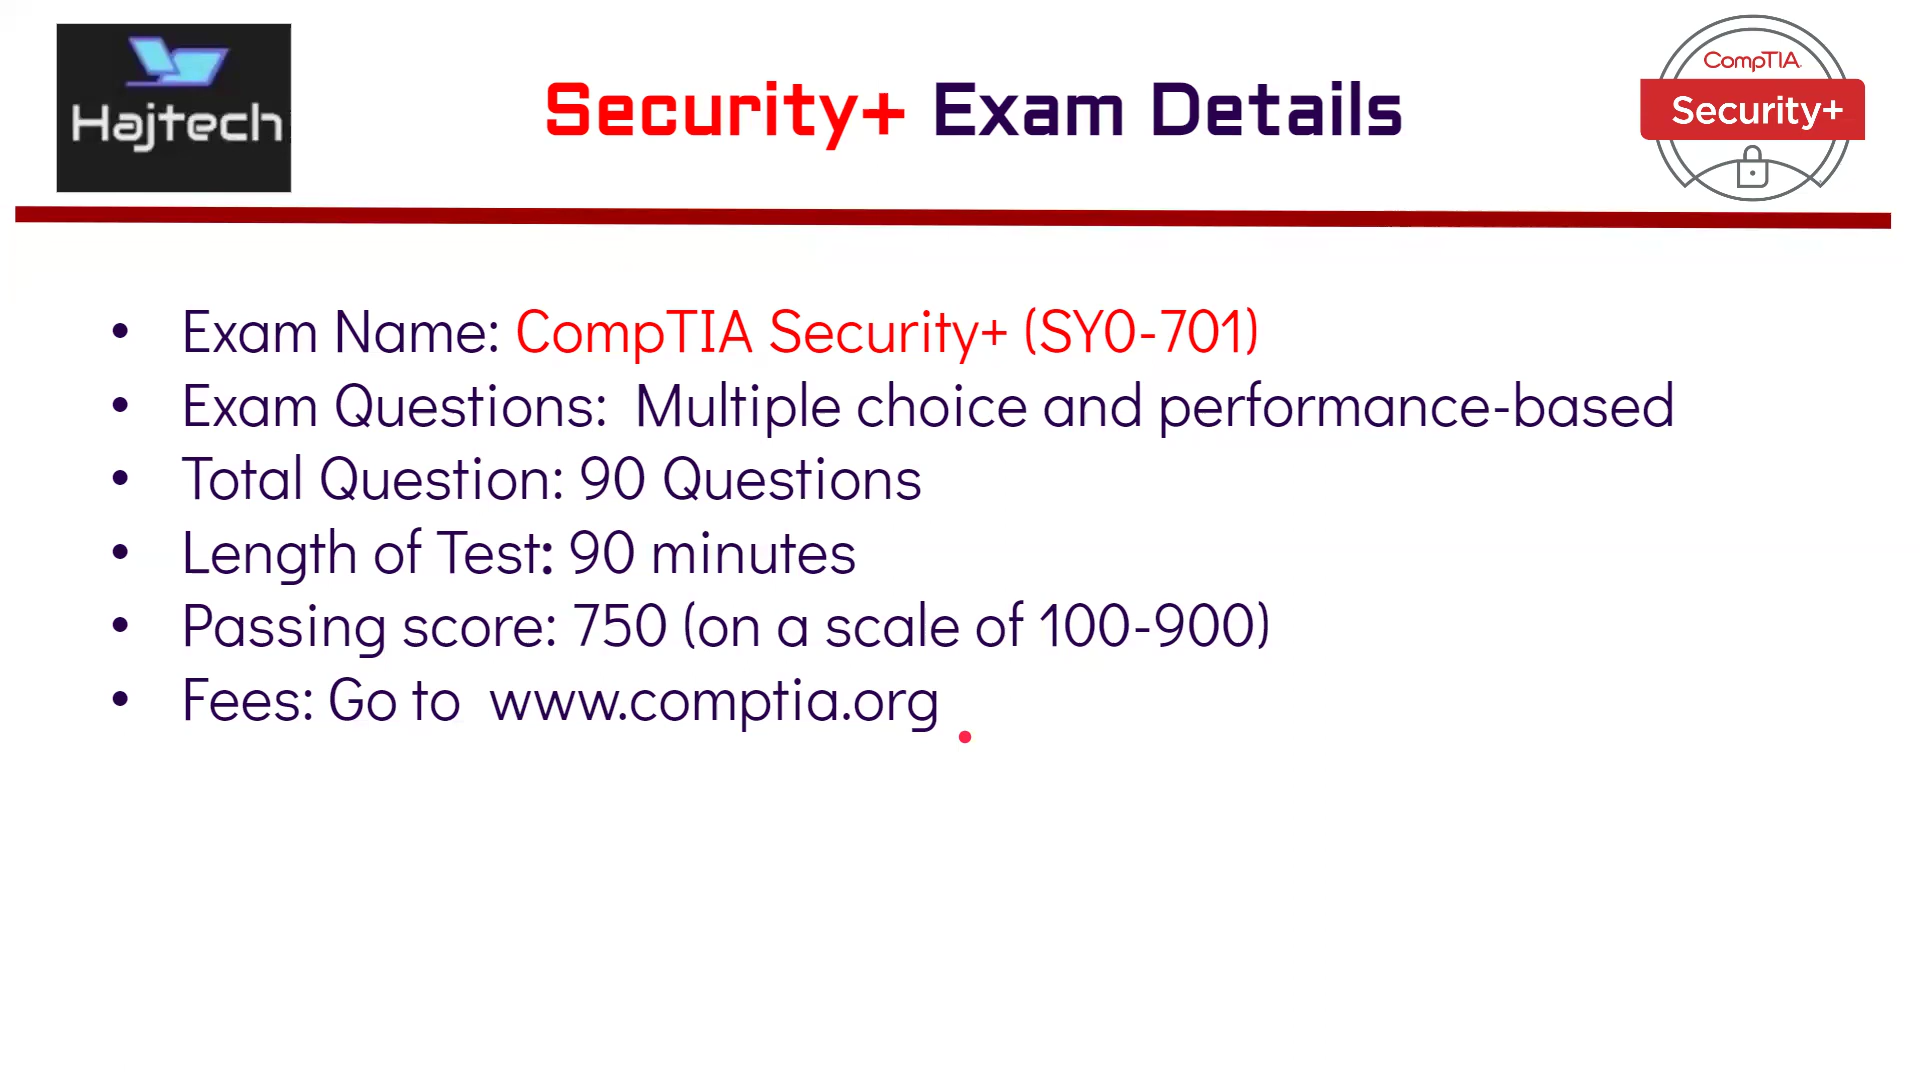 Hajtech
Security+ Exam Details
CompTIA
Security+
• Exam Name: CompTIA Security+ (SY0-701)
• Exam Questions:  Multiple choice and performance-based
• Total Question: 90 Questions
• Length of Test: 90 minutes
• Passing score: 750 (on a scale of 100-900)
• Fees: Go to  www.comptia.org